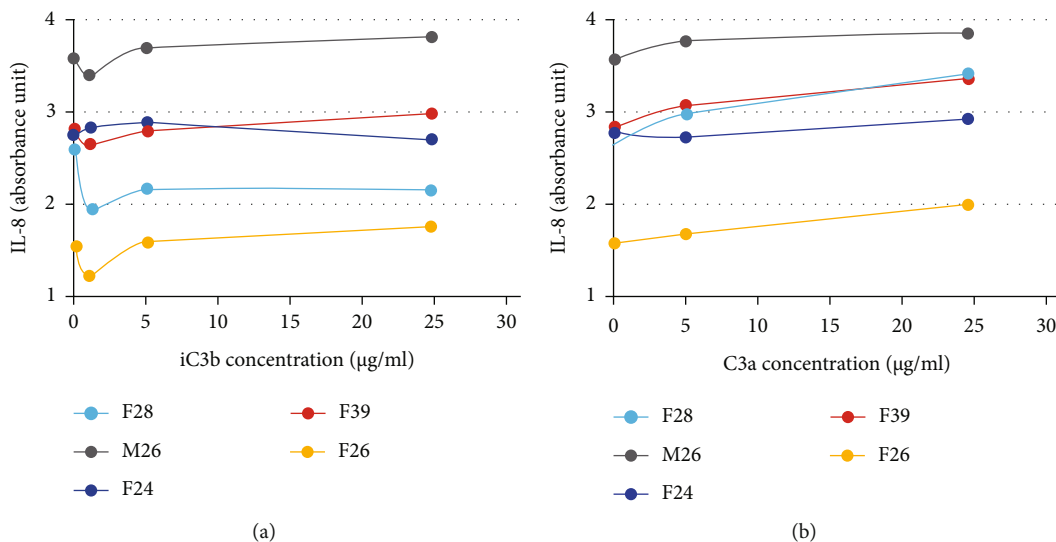 4
3
2
1
IL-8 (absorbance unit)
0 5 10 15 20 25 30
iC3b concentration (μg/ml)
F28 F39
M26 F26
F24
(a)
4
3
2
1
IL-8 (absorbance unit)
0 5 10 15 20 25 30
C3a concentration (μg/ml)
F28 F39
M26 F26
F24
(b)